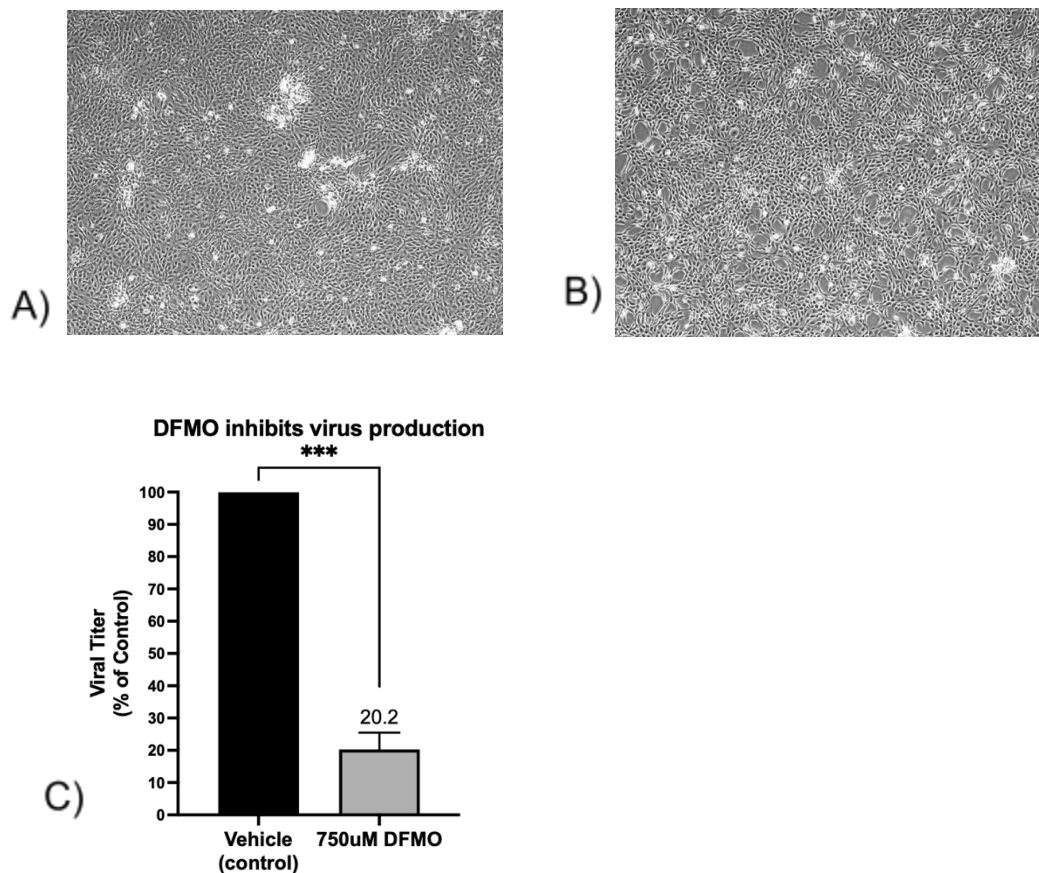 A)
B)
DFMO inhibits virus production
***
100
90
80
70
60
50
40
30
20
10
0
Viral Titer
(% of Control)
20.2
Vehicle
(control)
750uM DFMO
C)